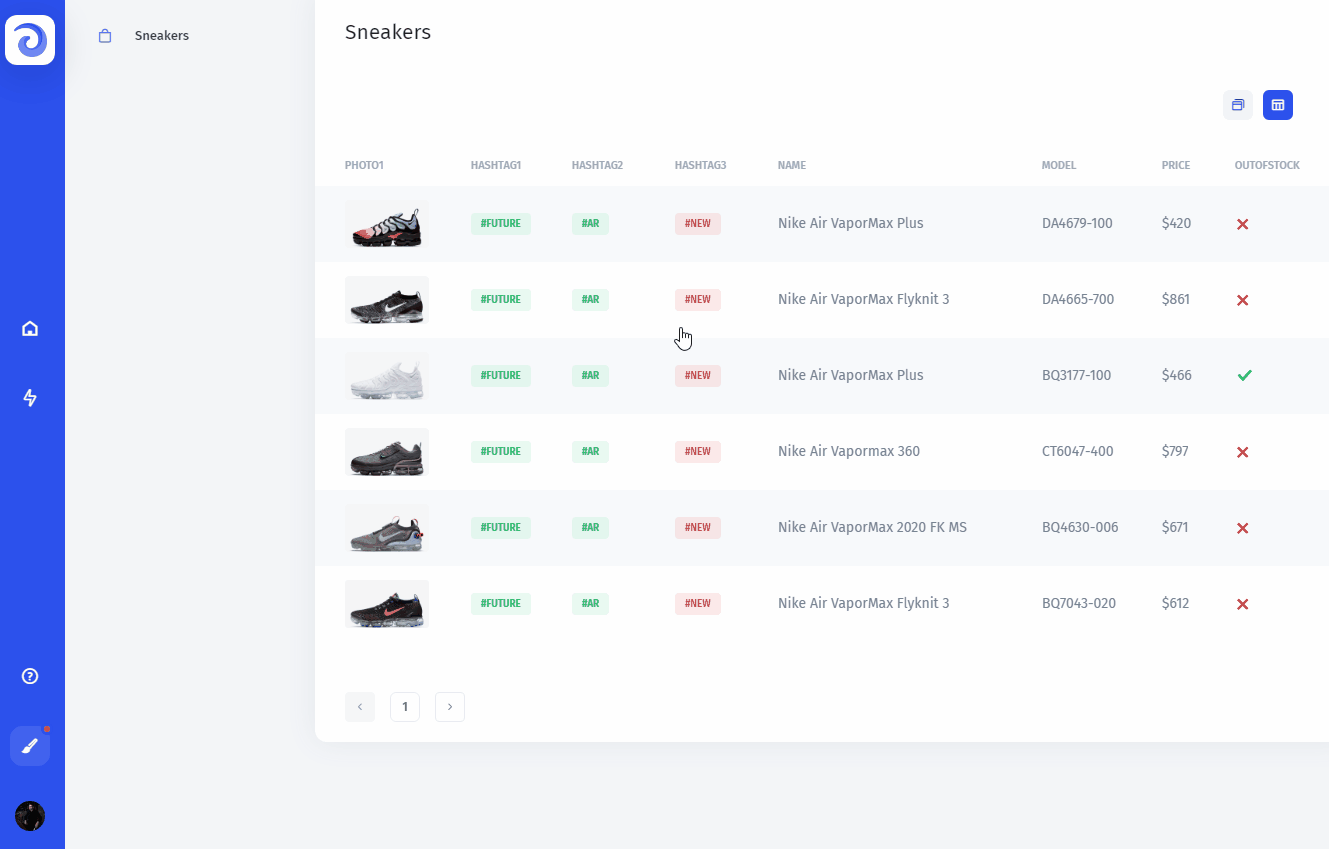 Sneakers
Sneakers
PHOTO1 HASHTAG1 HASHTAG2 HASHTAG3 NAME MODEL PRICE OUTOFSTOCK
#FUTURE #AR #NEW Nike Air VaporMax Plus DA4679-100 $420
#FUTURE #AR #NEW Nike Air VaporMax Flyknit 3 DA4665-700 $861
#FUTURE #AR #NEW Nike Air VaporMax Plus BQ3177-100 $466
#FUTURE #AR #NEW Nike Air Vapormax 360 CT6047-400 $797
#FUTURE #AR #NEW Nike Air VaporMax 2020 FK MS BQ4630-006 $671
#FUTURE #AR #NEW Nike Air VaporMax Flyknit 3 BQ7043-020 $612
1